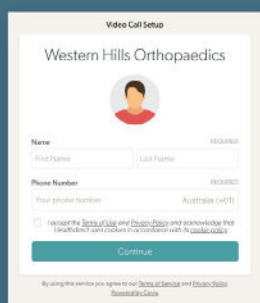 Video Call Setup
Western Hills Orthopaedics
Name REQUIRED
First Name Last Name
Phone Number REQUIRED
Your phone number Australia (+61)
I accept the Terms of Use and Privacy Policy and acknowledge that
Healthdirect uses cookies in accordance with its cookie policy
Continue
By using this service you agree to our Terms of Service and Privacy Policy
Powered by